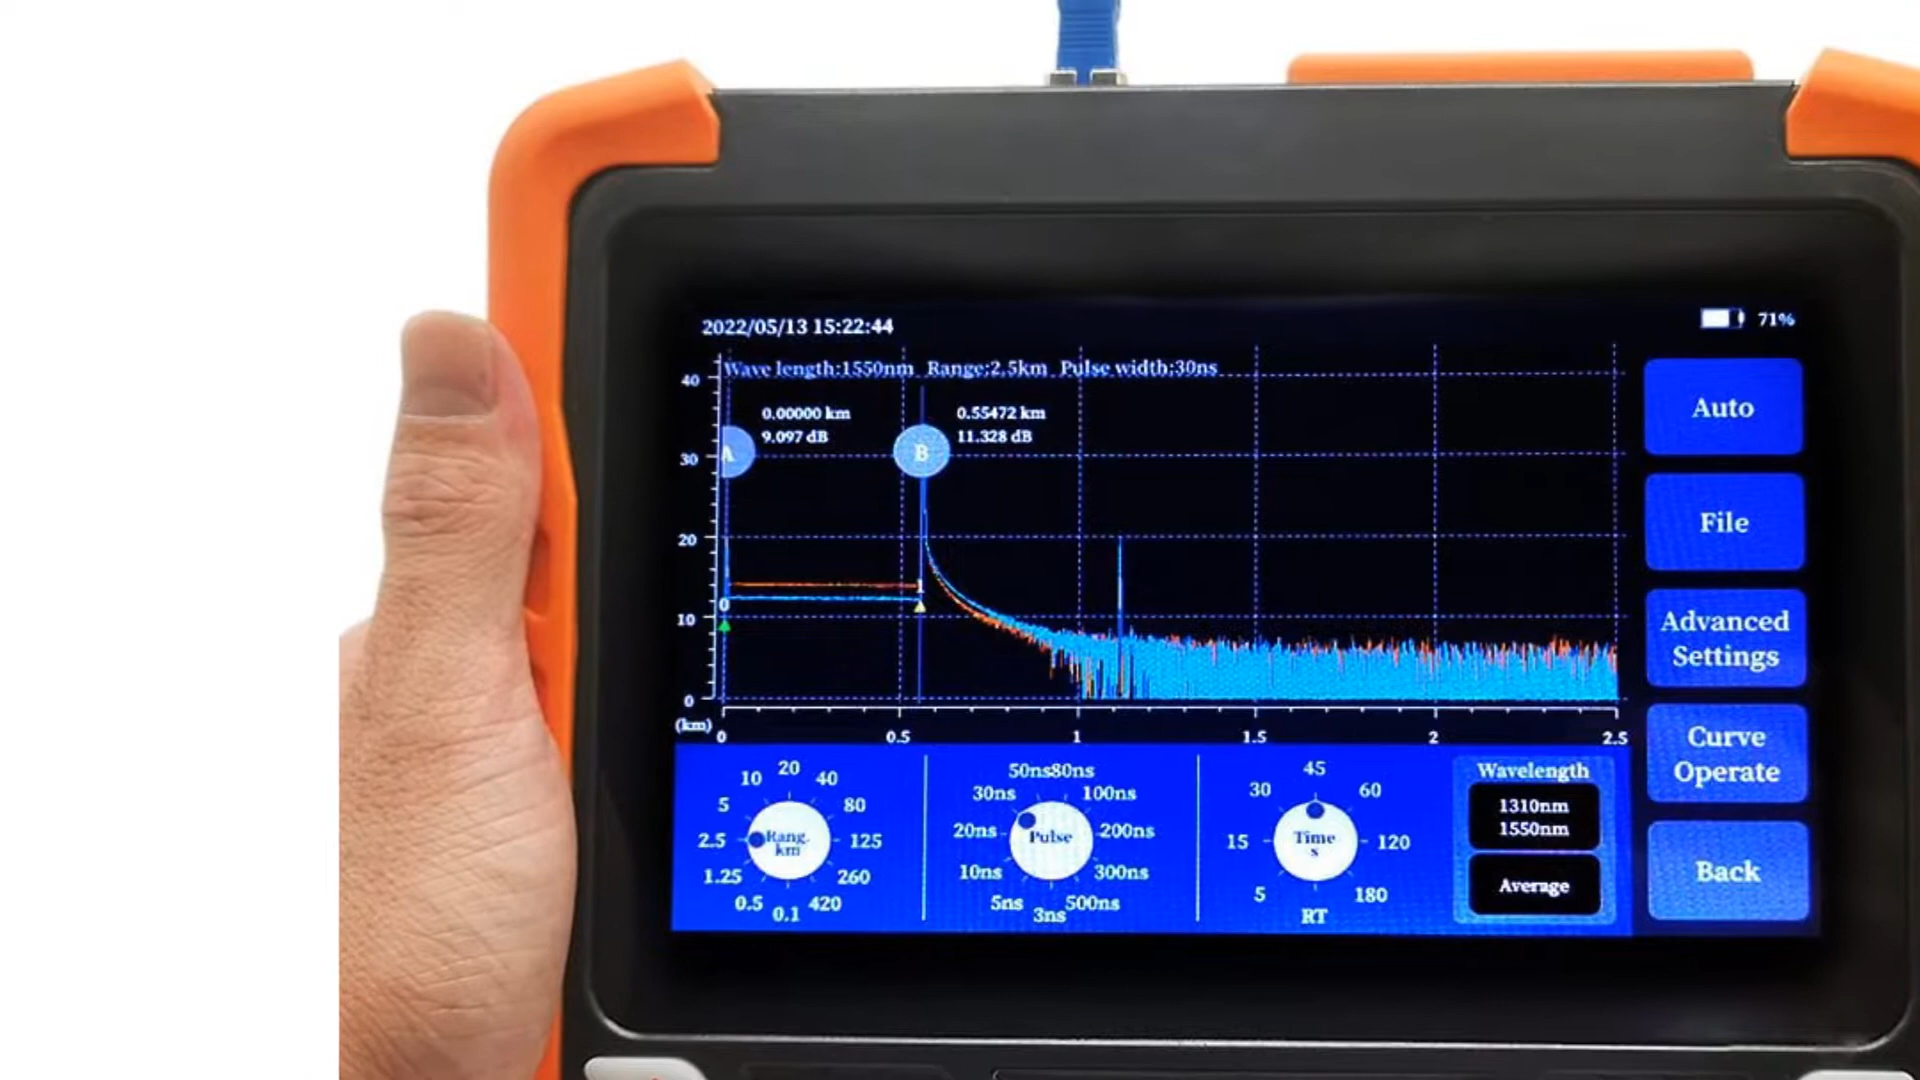 2022/05/13 15:22:44
71%
Wave length:1550nm Range:2.5km Pulse width:30ns
40
0.00000 km
9.097 dB
0.55472 km
11.328 dB
A
B
30
20
10
0
0
1
(km)
0
0.5
1
1.5
2
2.5
Auto
File
Advanced
Settings
Curve
Operate
Back
20
10
40
5
80
2.5
Rang.
km
125
1.25
260
0.5
0.1
420
50ns
80ns
30ns
100ns
20ns
Pulse
200ns
10ns
300ns
5ns
3ns
500ns
45
30
60
15
Time
s
120
5
RT
180
Wavelength
1310nm
1550nm
Average